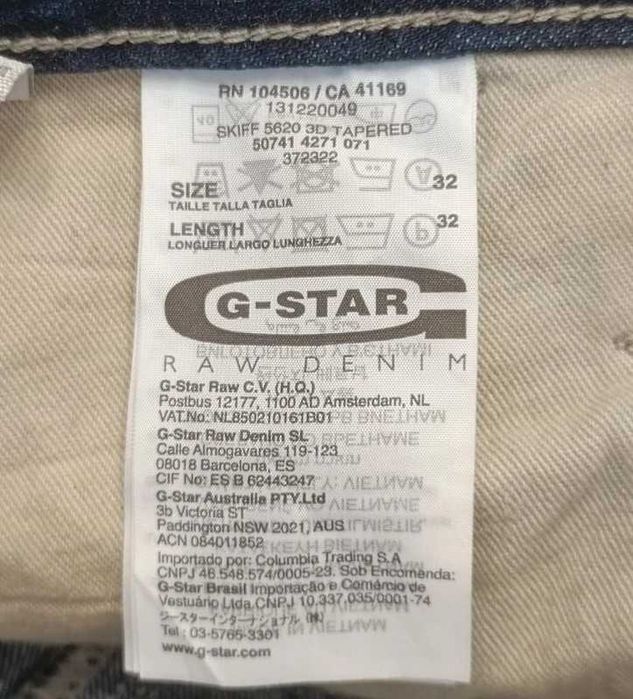 RN 104506 / CA 41169
131220049
SKIFF 5620 3D TAPERED
50741 4271 071
372322
SIZE 32
TAILLE TALLA TAGLIA
LENGTH 32
LONGUER LARGO LUNGHEZZA
G-STAR
RAW DENIM
G-Star Raw C.V. (H.Q.)
Postbus 12177, 1100 AD Amsterdam, NL
VAT.No: NL850210161B01
G-Star Raw Denim SL
Calle Almogavares 119-123
08018 Barcelona, ES
CIF No: ES B 62443247
G-Star Australia PTY.Ltd
3b Victoria ST
Paddington NSW 2021, AUS
ACN 084011852
Importado por: Columbia Trading S.A
CNPJ 46.548.574/0005-23. Sob Encomenda:
G-Star Brasil Importação e Comércio de
Vestuário Ltda.CNPJ 10.337.035/0001-74
ジースターインターナショナル (株)
Tel : 03-5765-3301
www.g-star.com